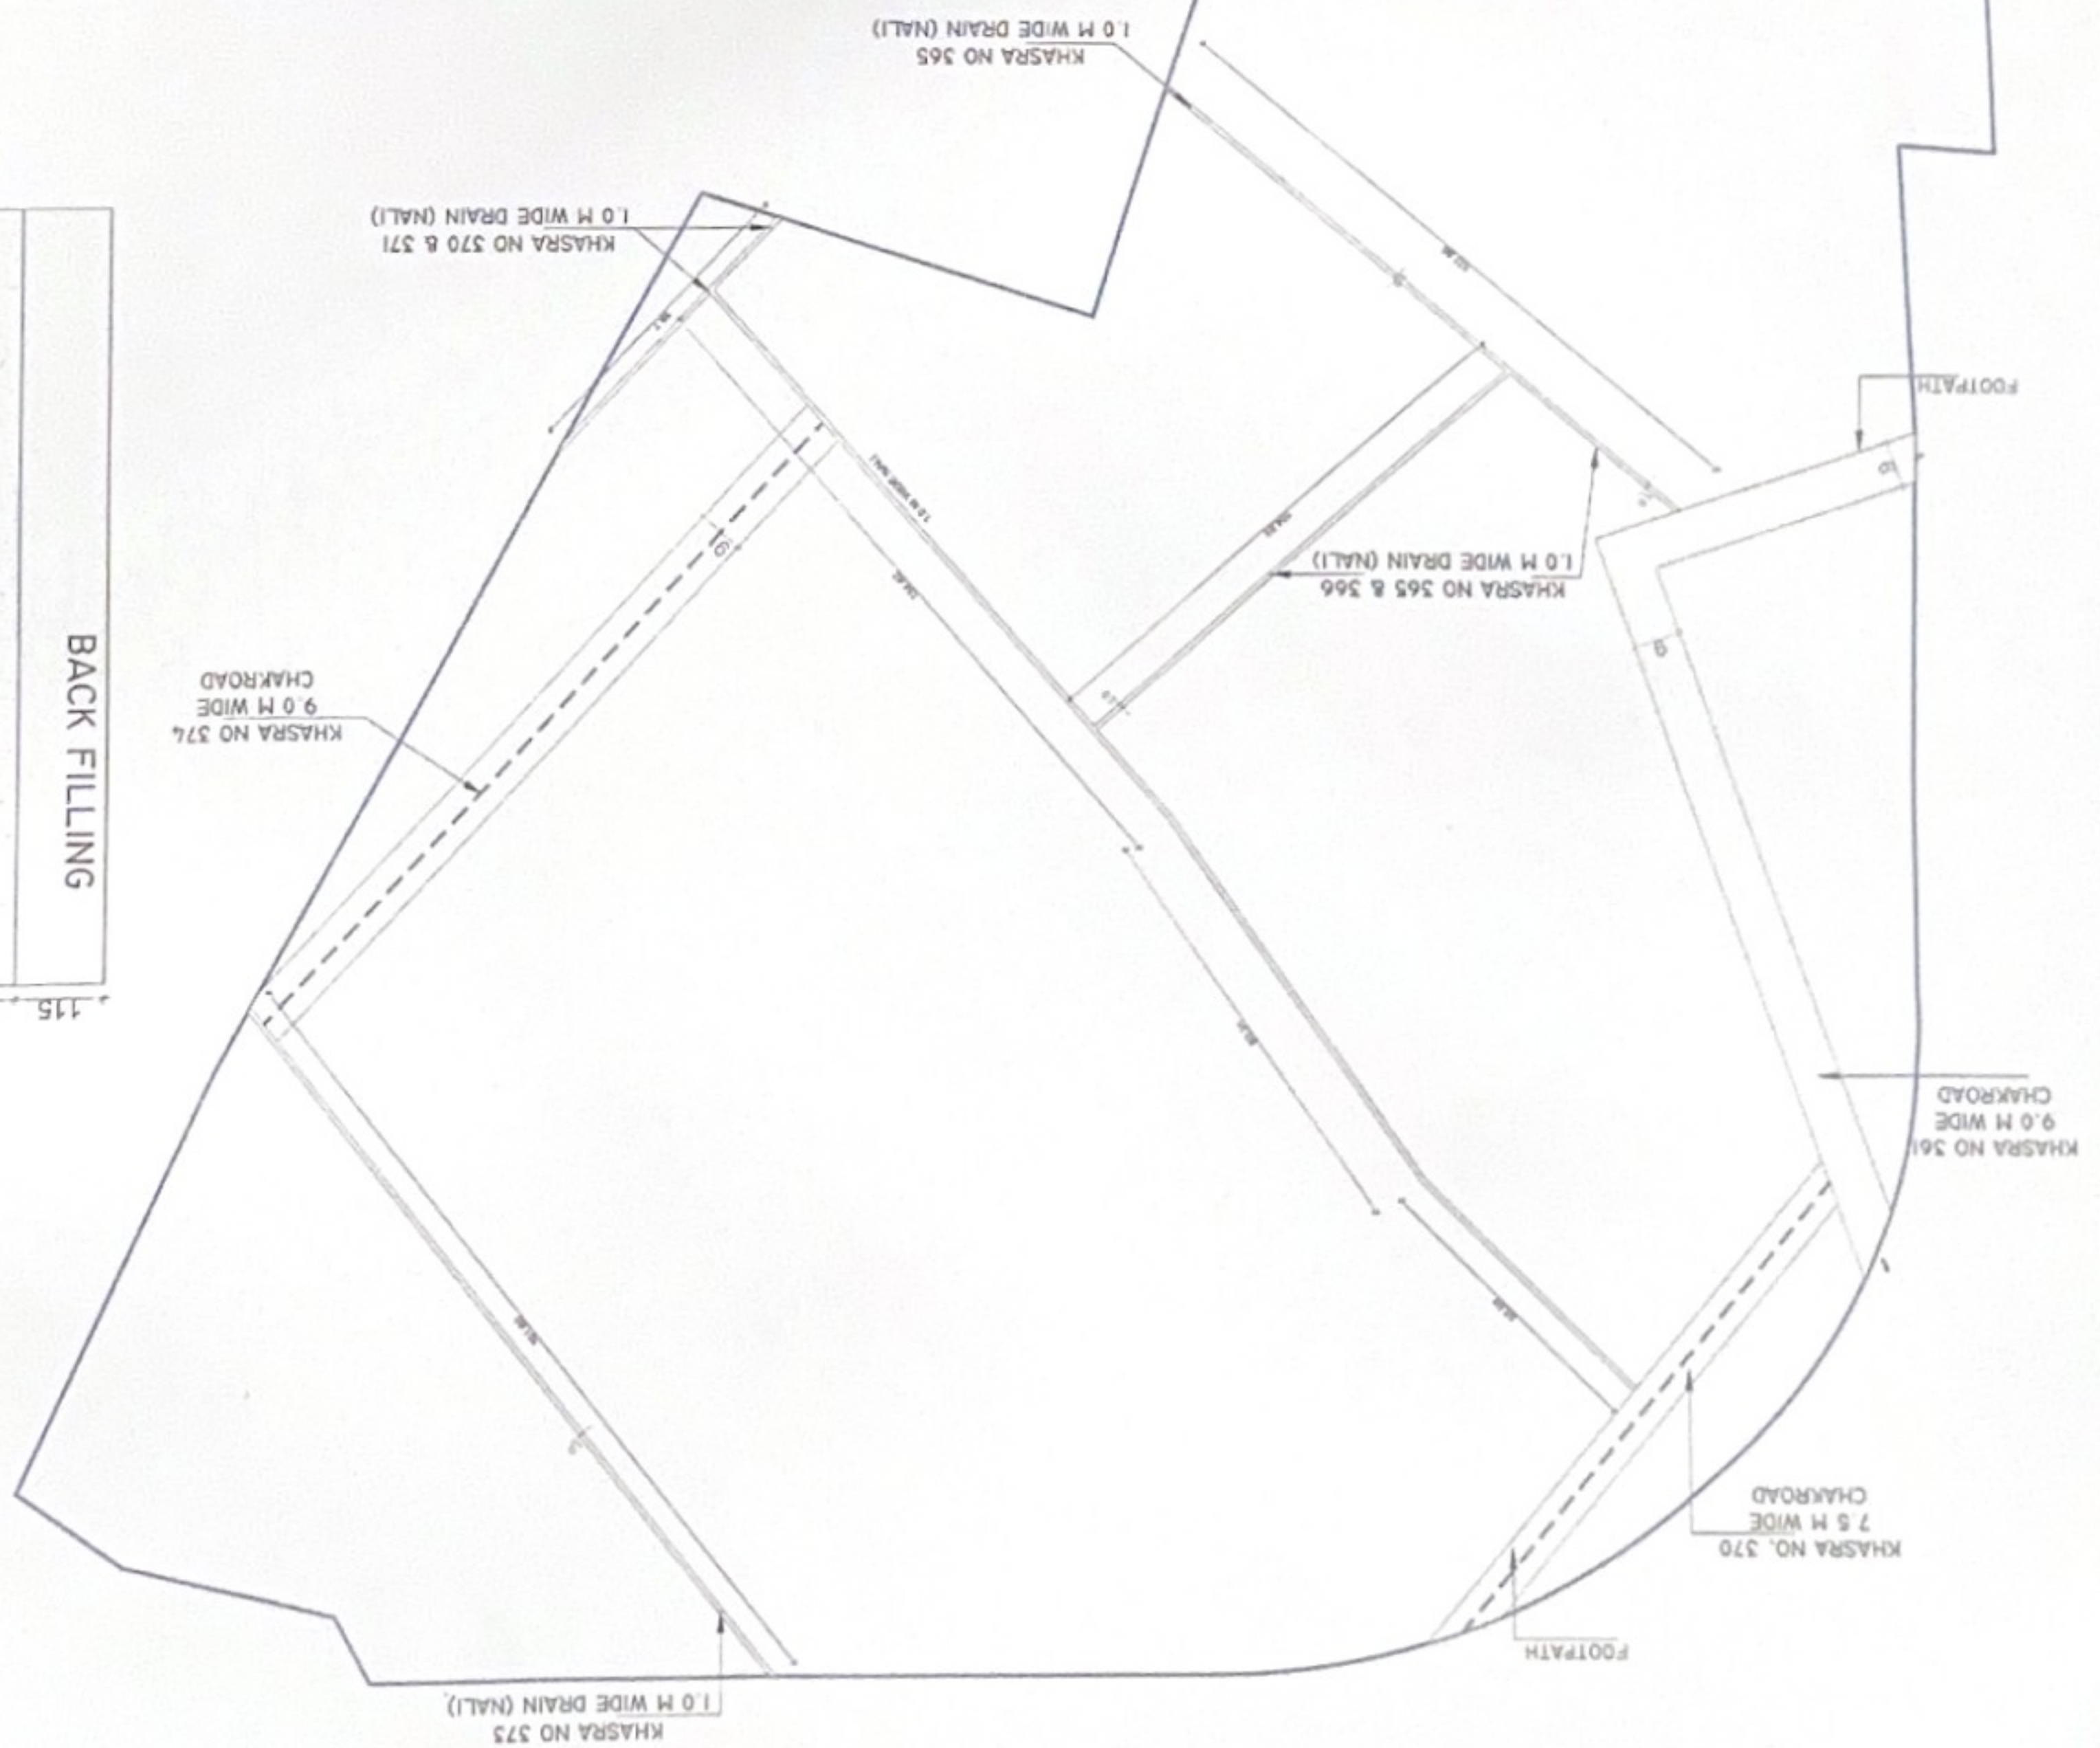 KHASRA NO 373
1.0 M WIDE DRAIN (NALI)
FOOTPATH
KHASRA NO. 370
7.5 M WIDE
CHAKROAD
KHASRA NO 361
9.0 M WIDE
CHAKROAD
115
BACK FILLING
KHASRA NO 374
9.0 M WIDE
CHAKROAD
9
9
KHASRA NO 365 & 366
1.0 M WIDE DRAIN (NALI)
9
FOOTPATH
KHASRA NO 370 & 371
1.0 M WIDE DRAIN (NALI)
KHASRA NO 365
1.0 M WIDE DRAIN (NALI)